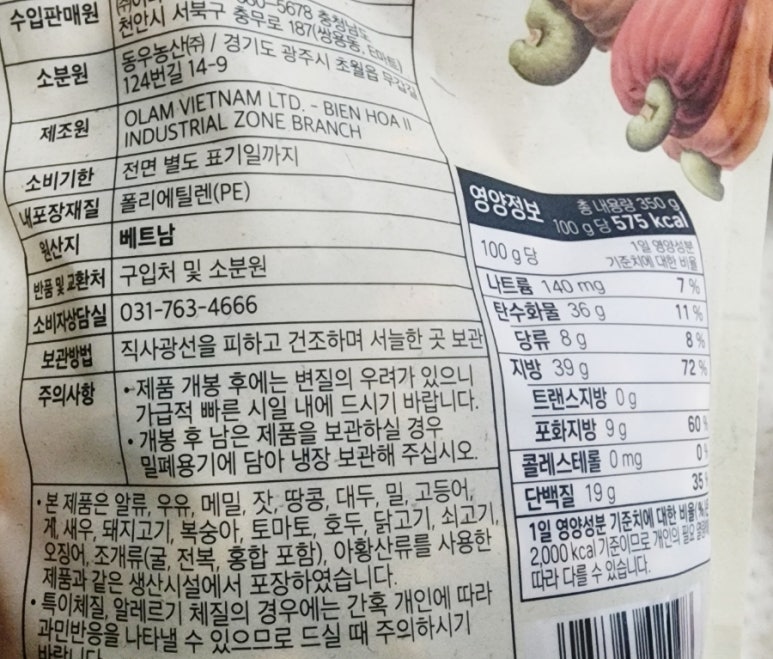 수입판매원
천안시 서북구 충무로 187(쌍용동, 이마트)
소분원
동우농산㈜ / 경기도 광주시 초월읍 무갑길
124번길 14-9
제조원
OLAM VIETNAM LTD. - BIEN HOA II
INDUSTRIAL ZONE BRANCH
소비기한 전면 별도 표기일까지
내포장재질 폴리에틸렌(PE)
원산지 베트남
반품 및 교환처 구입처 및 소분원
소비자상담실 031-763-4666
보관방법 직사광선을 피하고 건조하며 서늘한 곳 보관
주의사항
• 제품 개봉 후에는 변질의 우려가 있으니
가급적 빠른 시일 내에 드시기 바랍니다.
• 개봉 후 남은 제품을 보관하실 경우
밀폐용기에 담아 냉장 보관해 주십시오.
• 본 제품은 알류, 우유, 메밀, 잣, 땅콩, 대두, 밀, 고등어,
게, 새우, 돼지고기, 복숭아, 토마토, 호두, 닭고기, 쇠고기,
오징어, 조개류(굴, 전복, 홍합 포함), 아황산류를 사용한
제품과 같은 생산시설에서 포장하였습니다.
• 특이체질, 알레르기 체질의 경우에는 간혹 개인에 따라
과민반응을 나타낼 수 있으므로 드실 때 주의하시기
바랍니다
영양정보
총 내용량 350 g
100 g 당 575 kcal
100 g 당
1일 영양성분
기준치에 대한 비율
나트륨 140 mg 7 %
탄수화물 36 g 11 %
당류 8 g 8 %
지방 39 g 72 %
트랜스지방 0 g
포화지방 9 g 60 %
콜레스테롤 0 mg 0 %
단백질 19 g 35
1일 영양성분 기준치에 대한 비율(%)은
2,000 kcal 기준이므로 개인의 필요 열량에
따라 다를 수 있습니다.